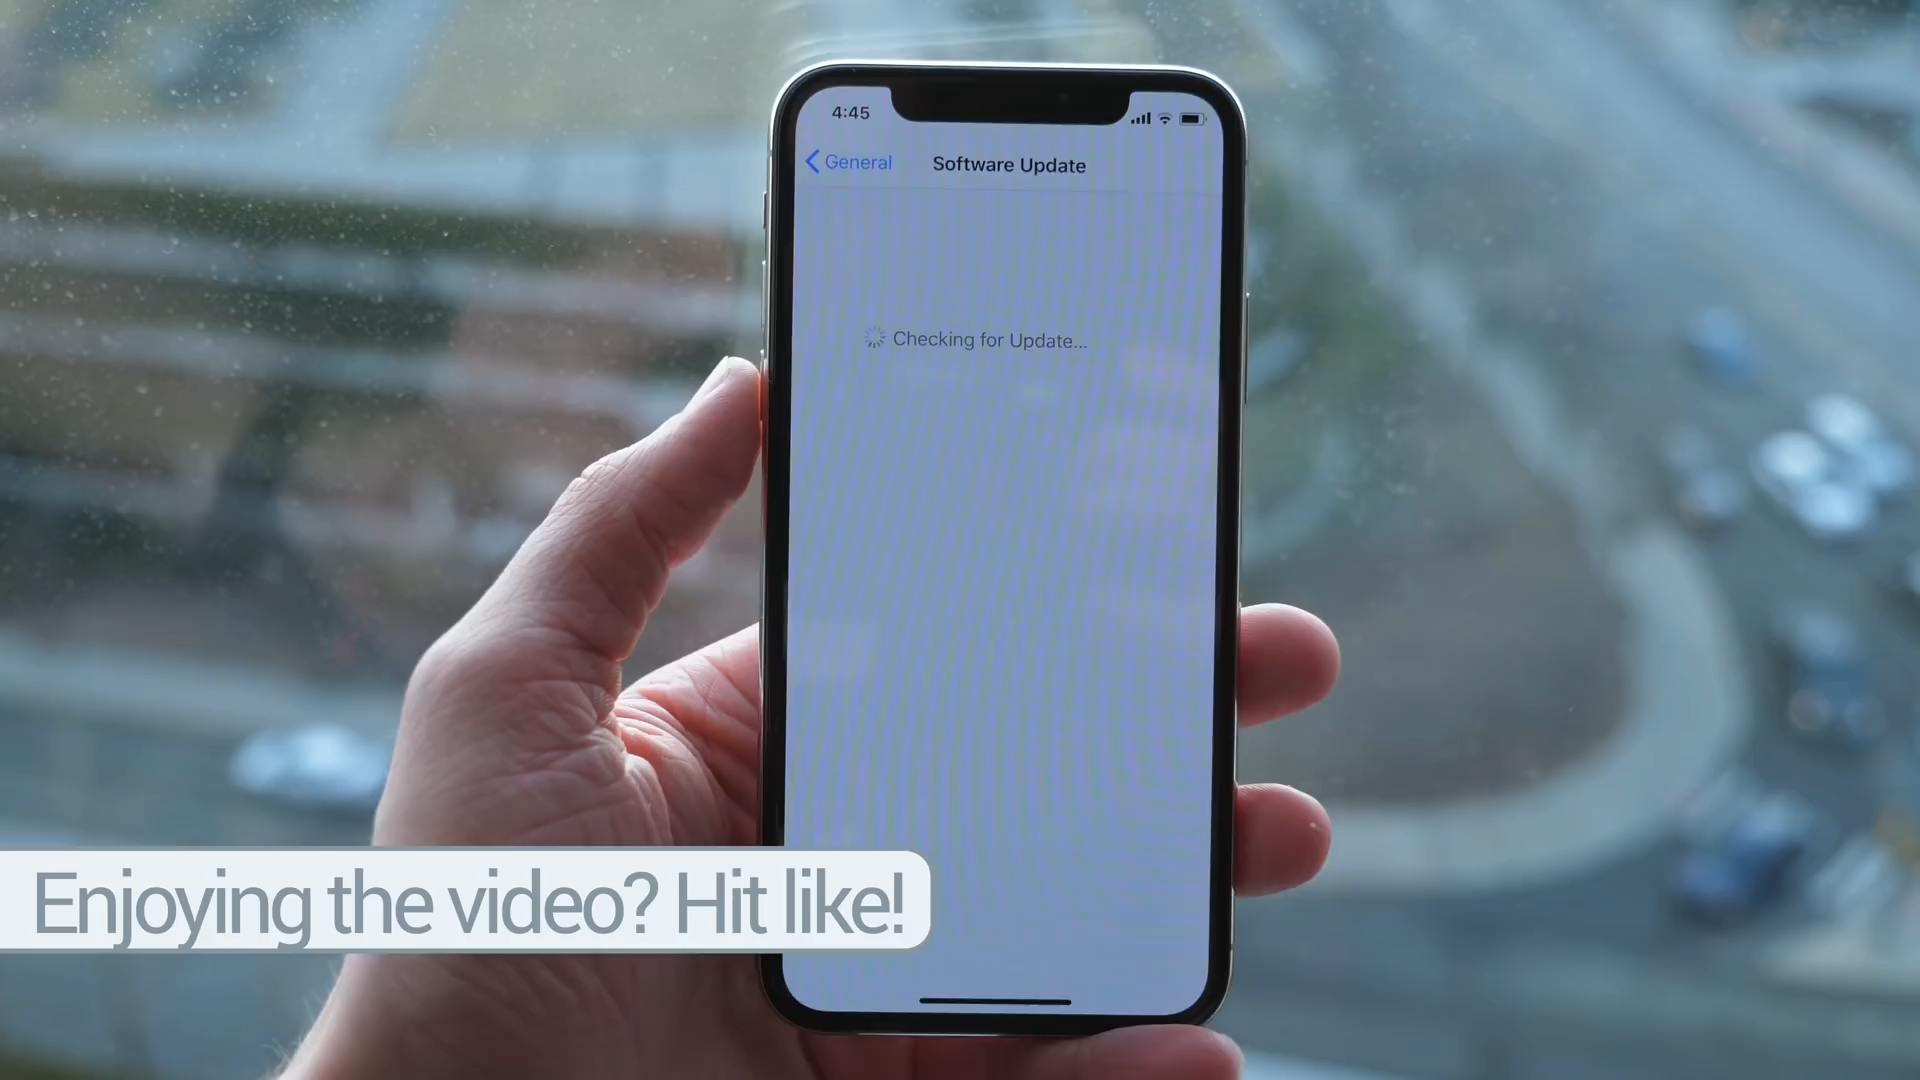 4:45
General
Software Update
Checking for Update...
Enjoying the video? Hit like!